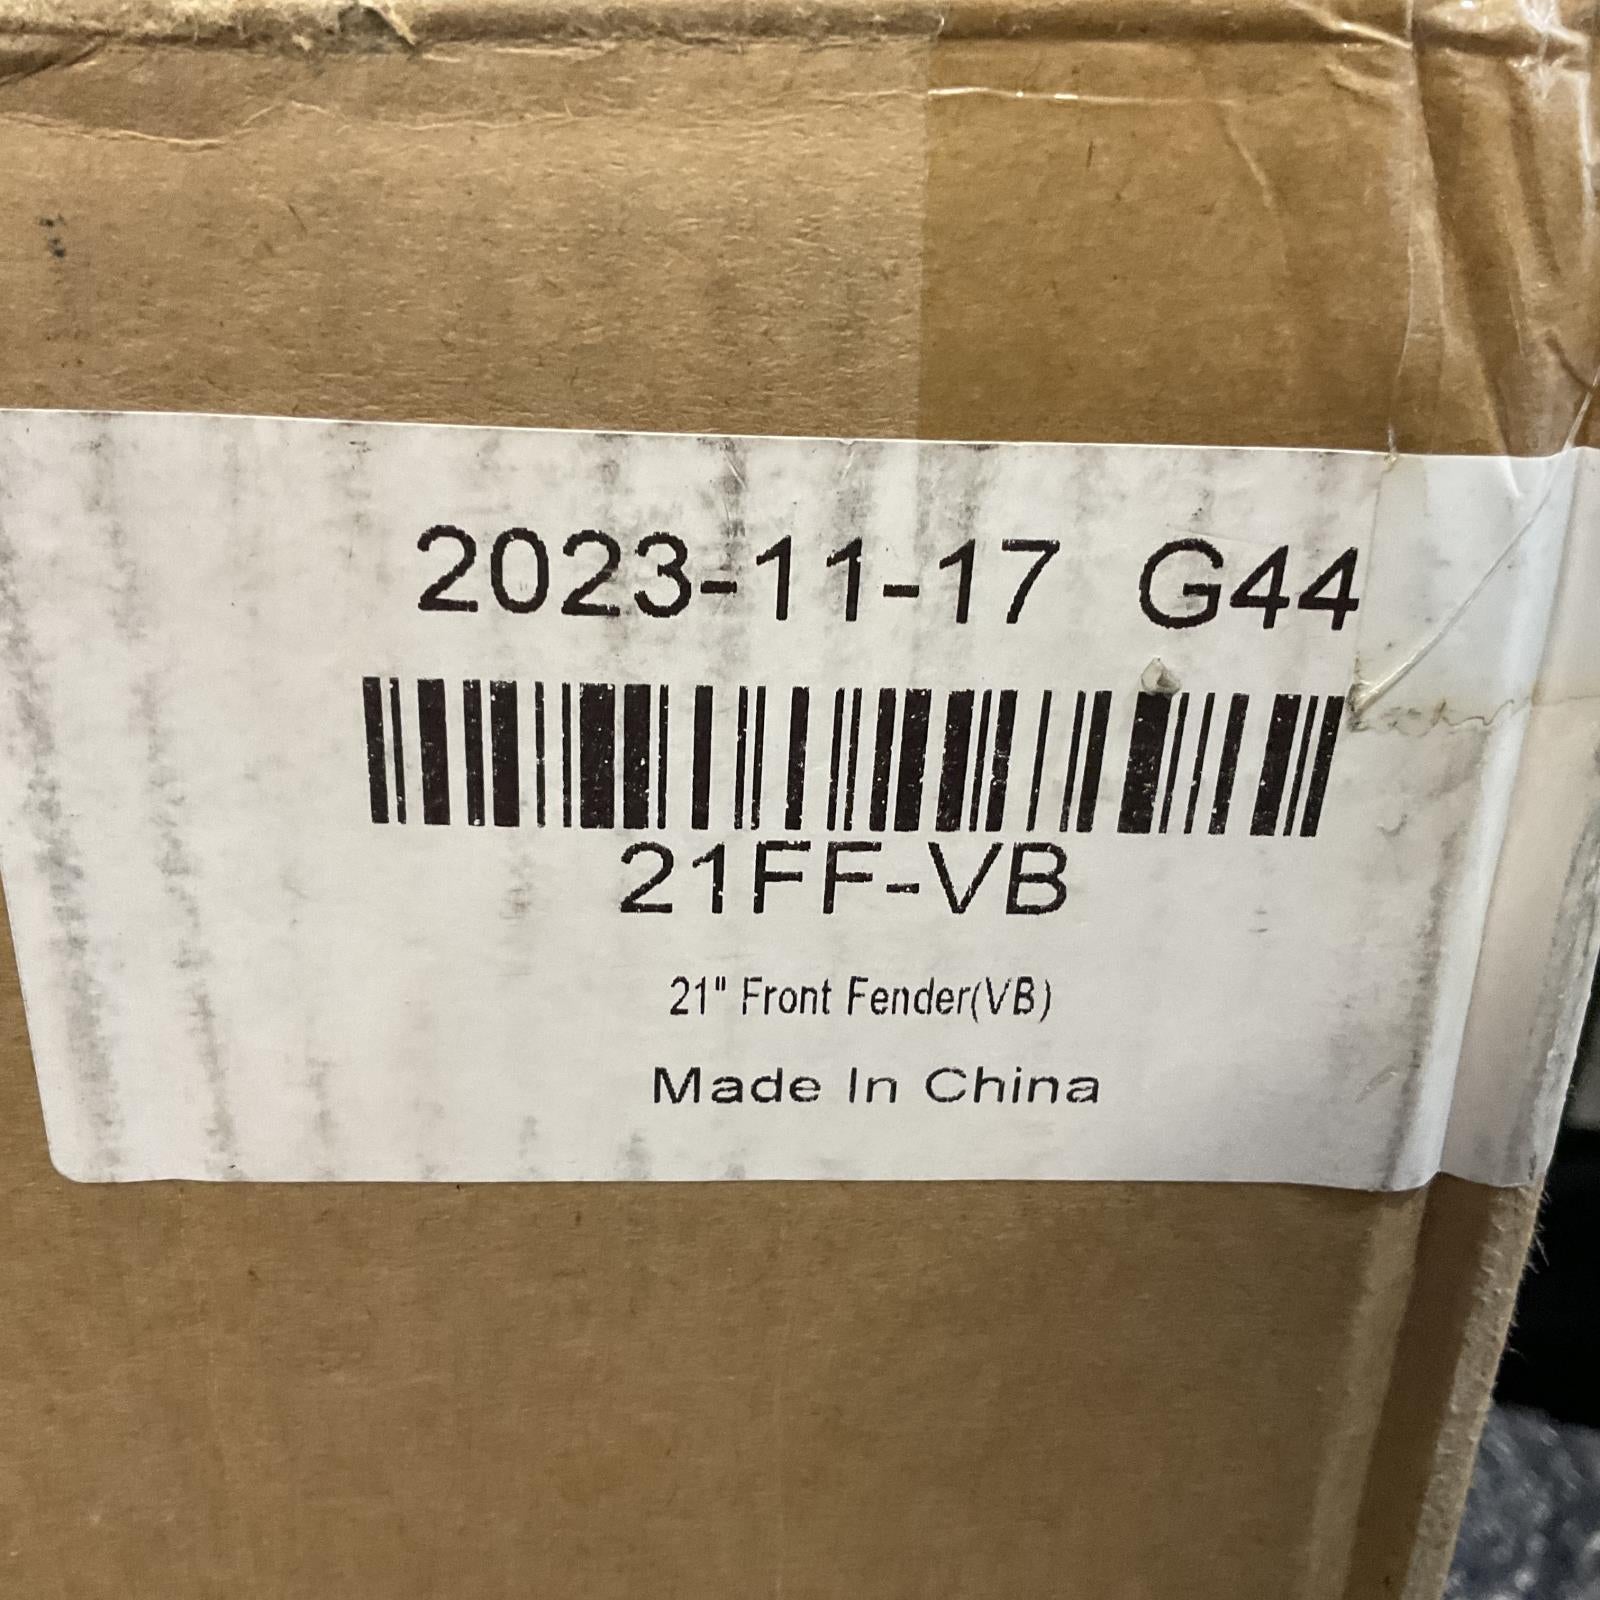 2023-11-17 G44
21FF-VB
21" Front Fender(VB)
Made In China